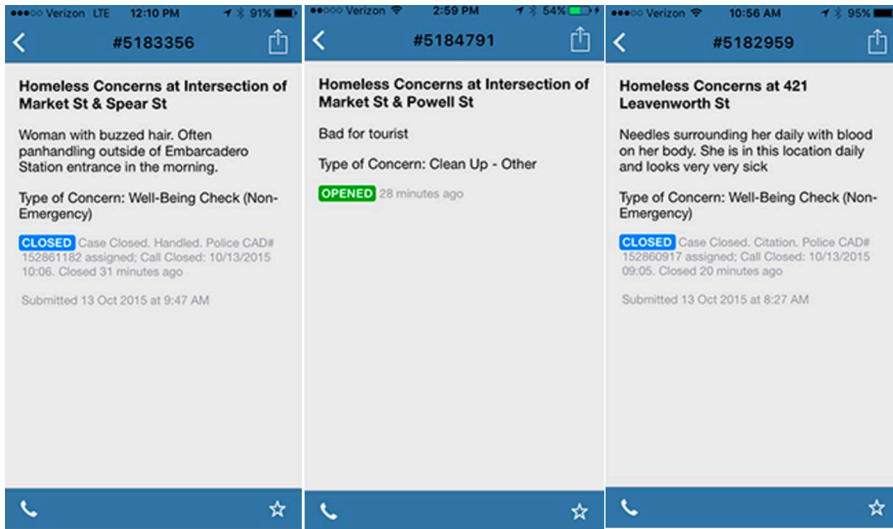 Verizon LTE 12:10 PM 91%
#5183356
Homeless Concerns at Intersection of
Market St & Spear St
Woman with buzzed hair. Often
panhandling outside of Embarcadero
Station entrance in the morning.
Type of Concern: Well-Being Check (Non-
Emergency)
CLOSED Case Closed. Handled. Police CAD#
152861182 assigned; Call Closed: 10/13/2015
10:06. Closed 31 minutes ago
Submitted 13 Oct 2015 at 9:47 AM
Verizon 2:59 PM 54%
#5184791
Homeless Concerns at Intersection of
Market St & Powell St
Bad for tourist
Type of Concern: Clean Up - Other
OPENED 28 minutes ago
Verizon 10:56 AM 95%
#5182959
Homeless Concerns at 421
Leavenworth St
Needles surrounding her daily with blood
on her body. She is in this location daily
and looks very very sick
Type of Concern: Well-Being Check (Non-
Emergency)
CLOSED Case Closed. Citation. Police CAD#
152860917 assigned; Call Closed: 10/13/2015
09:05. Closed 20 minutes ago
Submitted 13 Oct 2015 at 8:27 AM